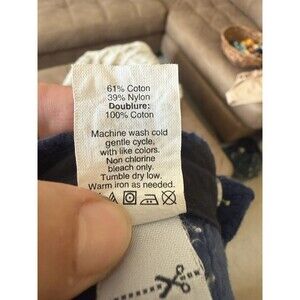 61% Coton
39% Nylon
Doublure:
100% Coton
Machine wash cold
gentle cycle,
with like colors.
Non chlorine
bleach only.
Tumble dry low.
Warm iron as needed.